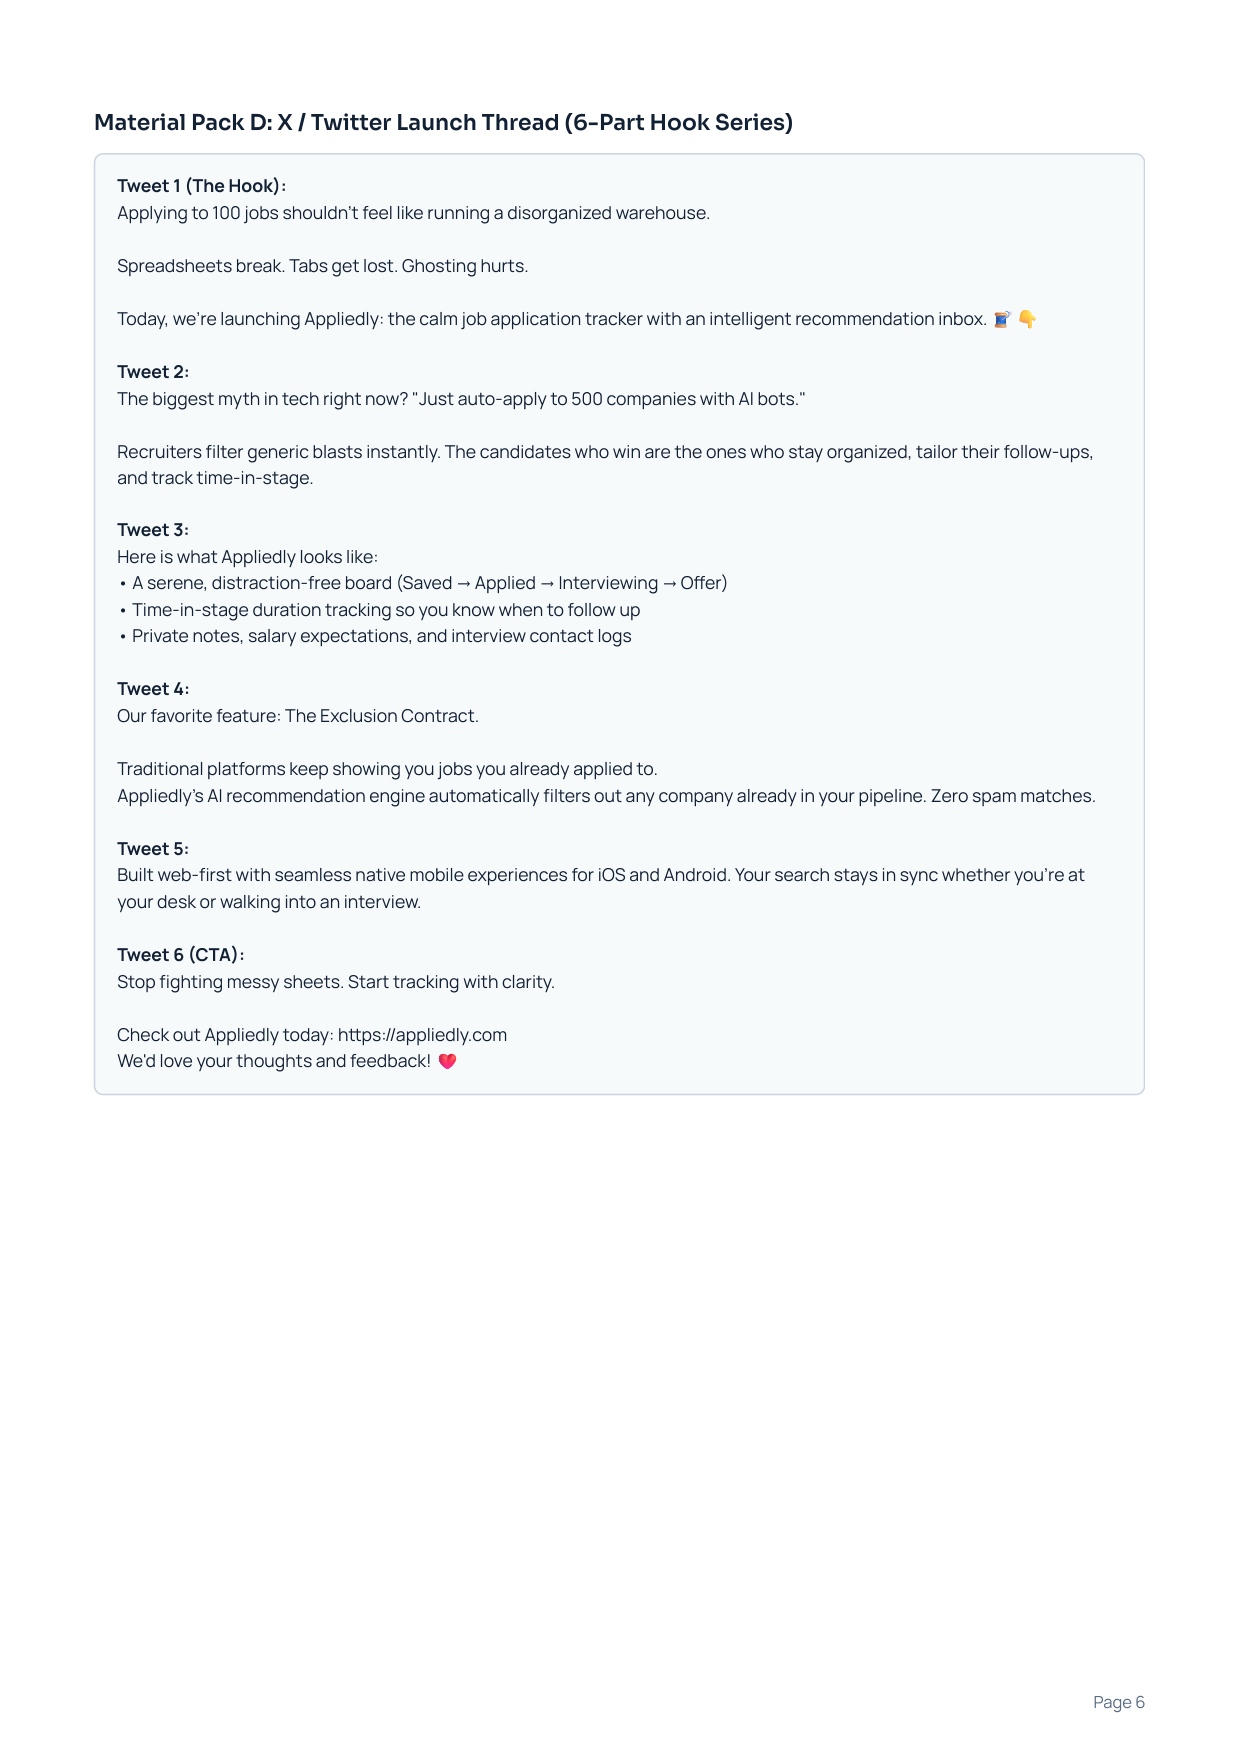 Material Pack D: X / Twitter Launch Thread (6-Part Hook Series)
Tweet 1 (The Hook):
Applying to 100 jobs shouldn't feel like running a disorganized warehouse.
Spreadsheets break. Tabs get lost. Ghosting hurts.
Today, we're launching Appliedly: the calm job application tracker with an intelligent recommendation inbox. 🧵 👇
Tweet 2:
The biggest myth in tech right now? "Just auto-apply to 500 companies with AI bots."
Recruiters filter generic blasts instantly. The candidates who win are the ones who stay organized, tailor their follow-ups,
and track time-in-stage.
Tweet 3:
Here is what Appliedly looks like:
• A serene, distraction-free board (Saved → Applied → Interviewing → Offer)
• Time-in-stage duration tracking so you know when to follow up
• Private notes, salary expectations, and interview contact logs
Tweet 4:
Our favorite feature: The Exclusion Contract.
Traditional platforms keep showing you jobs you already applied to.
Appliedly's AI recommendation engine automatically filters out any company already in your pipeline. Zero spam matches.
Tweet 5:
Built web-first with seamless native mobile experiences for iOS and Android. Your search stays in sync whether you're at
your desk or walking into an interview.
Tweet 6 (CTA):
Stop fighting messy sheets. Start tracking with clarity.
Check out Appliedly today: https://appliedly.com
We'd love your thoughts and feedback! ❤️
Page 6